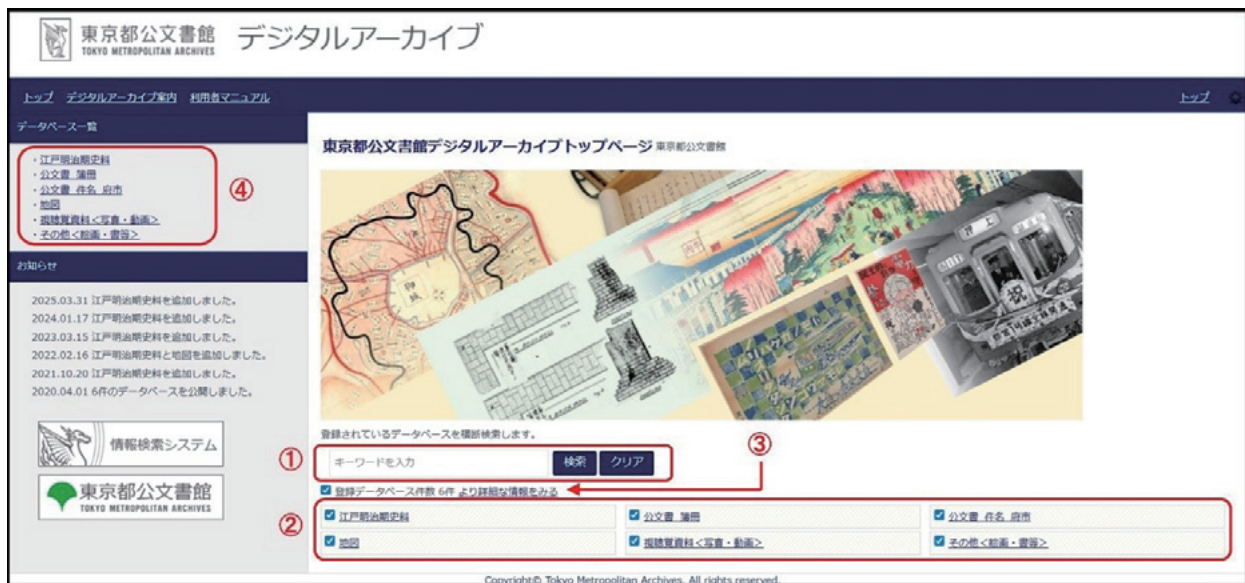 東京都公文書館 デジタルアーカイブ
TOKYO METROPOLITAN ARCHIVES
トップ デジタルアーカイブ案内 利用者マニュアル トップ
データベース一覧
・江戸明治期史料
・公文書 簿冊
・公文書 件名 府市
・地図
・視聴覚資料<写真・動画>
・その他<絵画・書等>
④
お知らせ
2025.03.31 江戸明治期史料を追加しました。
2024.01.17 江戸明治期史料を追加しました。
2023.03.15 江戸明治期史料を追加しました。
2022.02.16 江戸明治期史料と地図を追加しました。
2021.10.20 江戸明治期史料を追加しました。
2020.04.01 6件のデータベースを公開しました。
情報検索システム
東京都公文書館
TOKYO METROPOLITAN ARCHIVES
東京都公文書館デジタルアーカイブトップページ 東京都公文書館
御城
祝
登録されているデータベースを横断検索します。
① キーワードを入力 検索 クリア
③
登録データベース件数 6件 より詳細な情報をみる
②
江戸明治期史料 公文書 簿冊 公文書 件名 府市
地図 視聴覚資料<写真・動画> その他<絵画・書等>
Copyright© Tokyo Metropolitan Archives. All rights reserved.